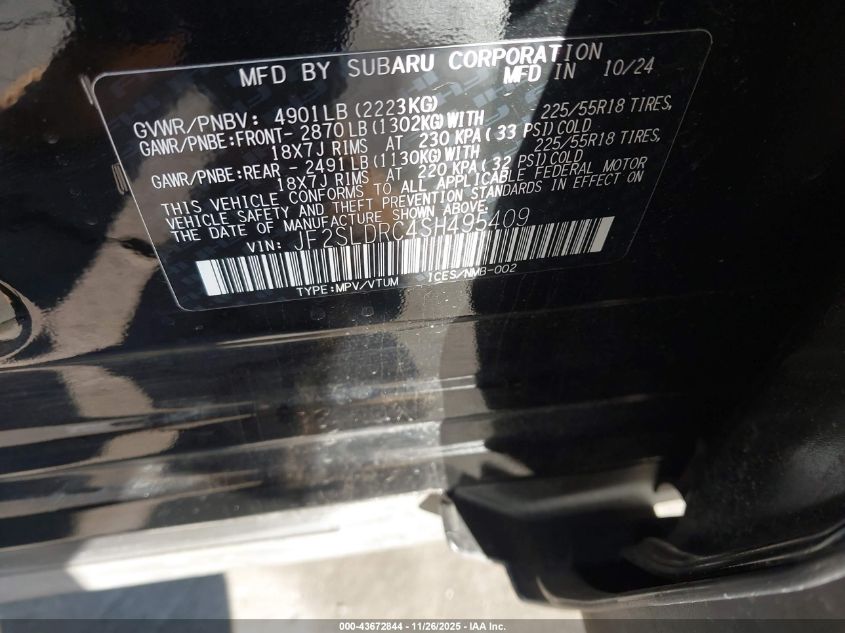 MFD BY SUBARU CORPORATION
MFD IN 10/24
GVWR/PNBV: 4901LB (2223KG)
GAWR/PNBE:FRONT- 2870LB(1302KG)WITH 225/55R18 TIRES,
18X7J RIMS AT 230 KPA( 33 PSI)COLD
GAWR/PNBE:REAR - 2491LB(1130KG)WITH 225/55R18 TIRES,
18X7J RIMS AT 220 KPA( 32 PSI)COLD
THIS VEHICLE CONFORMS TO ALL APPLICABLE FEDERAL MOTOR
VEHICLE SAFETY AND THEFT PREVENTION STANDARDS IN EFFECT ON
THE DATE OF MANUFACTURE SHOWN ABOVE.
VIN: JF2SLDRC4SH495409
TYPE:MPV/VTUM ICES/NMB-002
000-43672844 - 11/26/2025 - IAA Inc.